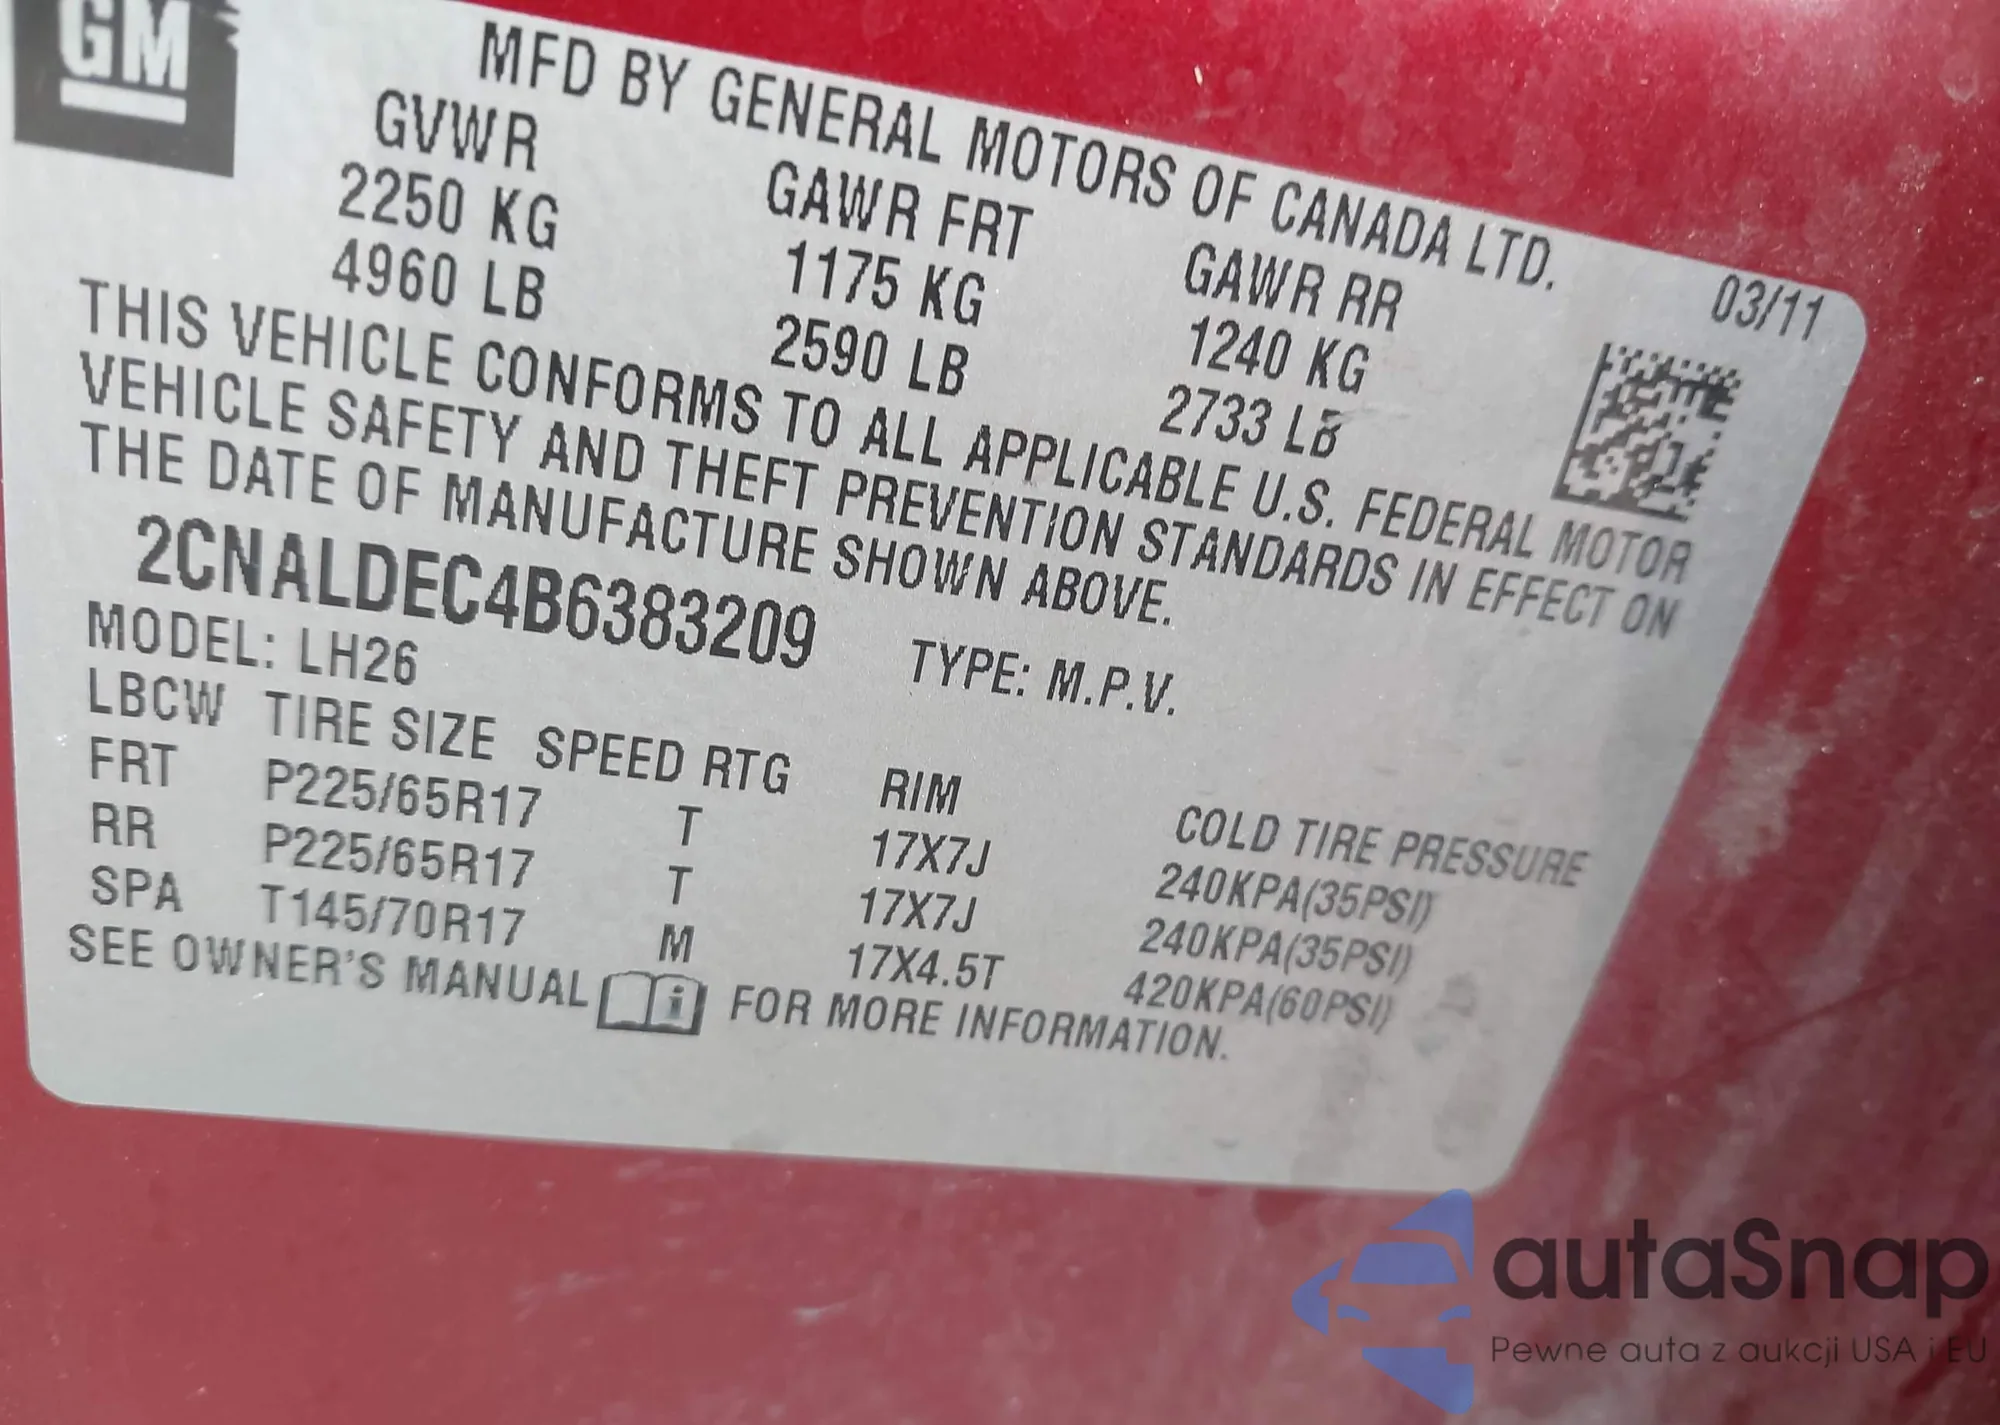 GM
MFD BY GENERAL MOTORS OF CANADA LTD.
03/11
GVWR GAWR FRT GAWR RR
2250 KG 1175 KG 1240 KG
4960 LB 2590 LB 2733 LB
THIS VEHICLE CONFORMS TO ALL APPLICABLE U.S. FEDERAL MOTOR
VEHICLE SAFETY AND THEFT PREVENTION STANDARDS IN EFFECT ON
THE DATE OF MANUFACTURE SHOWN ABOVE.
2CNALDEC4B6383209 TYPE: M.P.V.
MODEL: LH26
LBCW TIRE SIZE SPEED RTG RIM COLD TIRE PRESSURE
FRT P225/65R17 T 17X7J 240KPA(35PSI)
RR P225/65R17 T 17X7J 240KPA(35PSI)
SPA T145/70R17 M 17X4.5T 420KPA(60PSI)
SEE OWNER'S MANUAL i FOR MORE INFORMATION.
autaSnap
Pewne auta z aukcji USA i EU